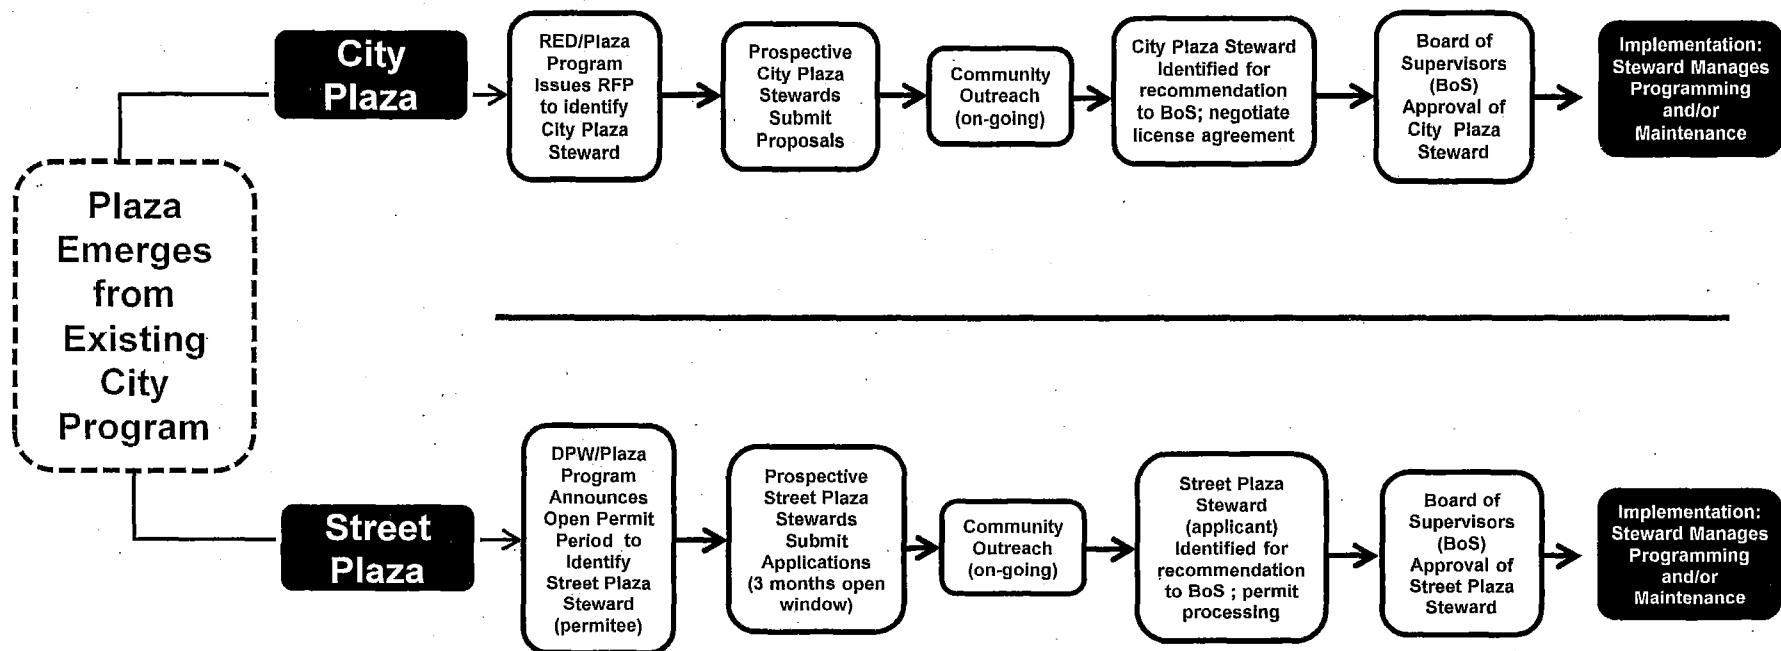 Plaza
Emerges
from
Existing
City
Program
City
Plaza
RED/Plaza
Program
Issues RFP
to identify
City Plaza
Steward
Prospective
City Plaza
Stewards
Submit
Proposals
Community
Outreach
(on-going)
City Plaza Steward
Identified for
recommendation
to BoS; negotiate
license agreement
Board of
Supervisors
(BoS)
Approval of
City Plaza
Steward
Implementation:
Steward Manages
Programming
and/or
Maintenance
Street
Plaza
DPW/Plaza
Program
Announces
Open Permit
Period to
Identify
Street Plaza
Steward
(permitee)
Prospective
Street Plaza
Stewards
Submit
Applications
(3 months open
window)
Community
Outreach
(on-going)
Street Plaza
Steward
(applicant)
Identified for
recommendation
to BoS ; permit
processing
Board of
Supervisors
(BoS)
Approval of
Street Plaza
Steward
Implementation:
Steward Manages
Programming
and/or
Maintenance